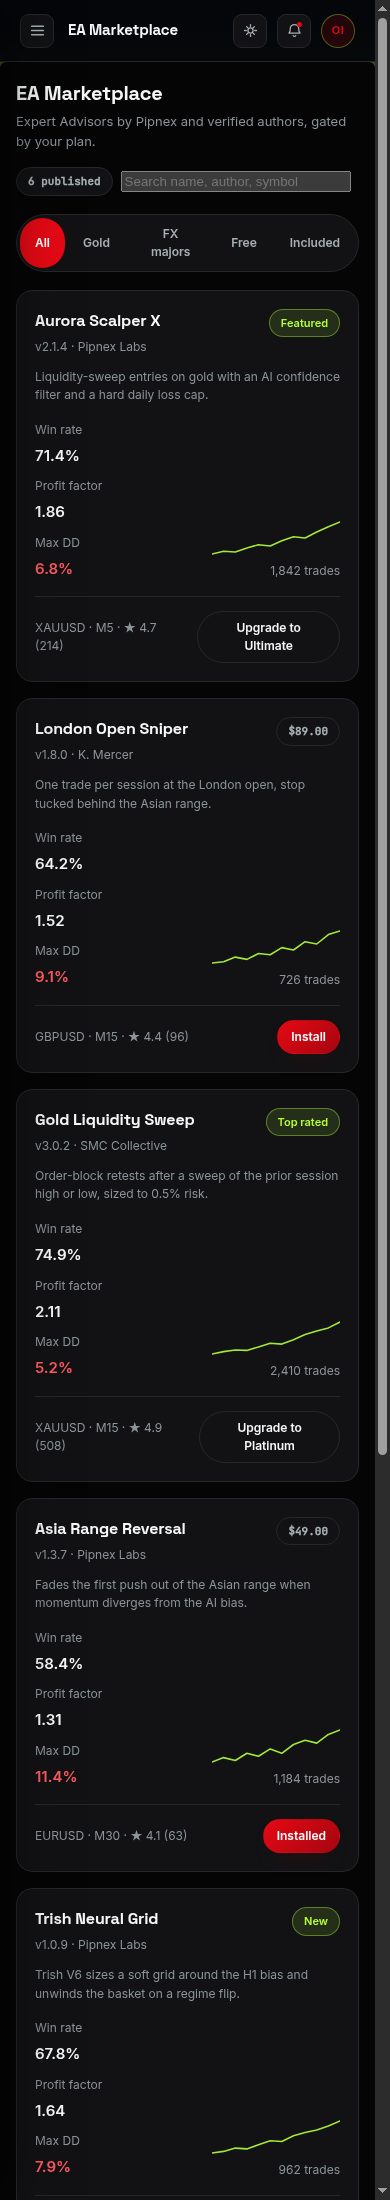 EA Marketplace
OI
EA Marketplace
Expert Advisors by Pipnex and verified authors, gated
by your plan.
6 published
Search name, author, symbol
All
Gold
FX
majors
Free
Included
Aurora Scalper X
Featured
v2.1.4 · Pipnex Labs
Liquidity-sweep entries on gold with an AI confidence
filter and a hard daily loss cap.
Win rate
71.4%
Profit factor
1.86
Max DD
6.8%
1,842 trades
XAUUSD · M5 · ★ 4.7
(214)
Upgrade to
Ultimate
London Open Sniper
$89.00
v1.8.0 · K. Mercer
One trade per session at the London open, stop
tucked behind the Asian range.
Win rate
64.2%
Profit factor
1.52
Max DD
9.1%
726 trades
GBPUSD · M15 · ★ 4.4 (96)
Install
Gold Liquidity Sweep
Top rated
v3.0.2 · SMC Collective
Order-block retests after a sweep of the prior session
high or low, sized to 0.5% risk.
Win rate
74.9%
Profit factor
2.11
Max DD
5.2%
2,410 trades
XAUUSD · M15 · ★ 4.9
(508)
Upgrade to
Platinum
Asia Range Reversal
$49.00
v1.3.7 · Pipnex Labs
Fades the first push out of the Asian range when
momentum diverges from the AI bias.
Win rate
58.4%
Profit factor
1.31
Max DD
11.4%
1,184 trades
EURUSD · M30 · ★ 4.1 (63)
Installed
Trish Neural Grid
New
v1.0.9 · Pipnex Labs
Trish V6 sizes a soft grid around the H1 bias and
unwinds the basket on a regime flip.
Win rate
67.8%
Profit factor
1.64
Max DD
7.9%
962 trades